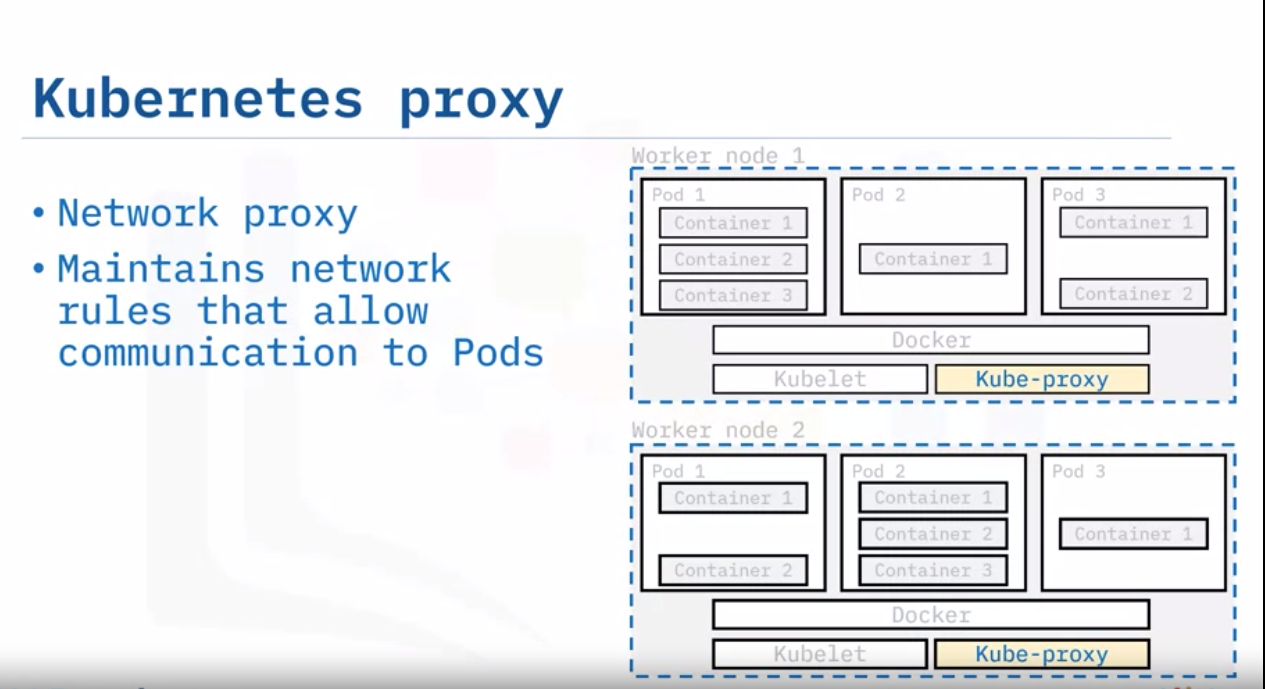 Kubernetes proxy
• Network proxy
• Maintains network
rules that allow
communication to Pods
Worker node 1
Pod 1
Container 1
Container 2
Container 3
Pod 2
Container 1
Pod 3
Container 1
Container 2
Docker
Kubelet
Kube-proxy
Worker node 2
Pod 1
Container 1
Container 2
Pod 2
Container 1
Container 2
Container 3
Pod 3
Container 1
Docker
Kubelet
Kube-proxy